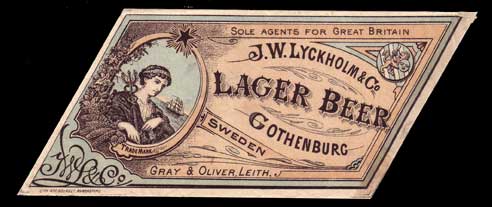 SOLE AGENTS FOR GREAT BRITAIN
J.W. LYCKHOLM & Co
LAGER BEER
GOTHENBURG
SWEDEN
TRADE MARK
GRAY & OLIVER, LEITH.